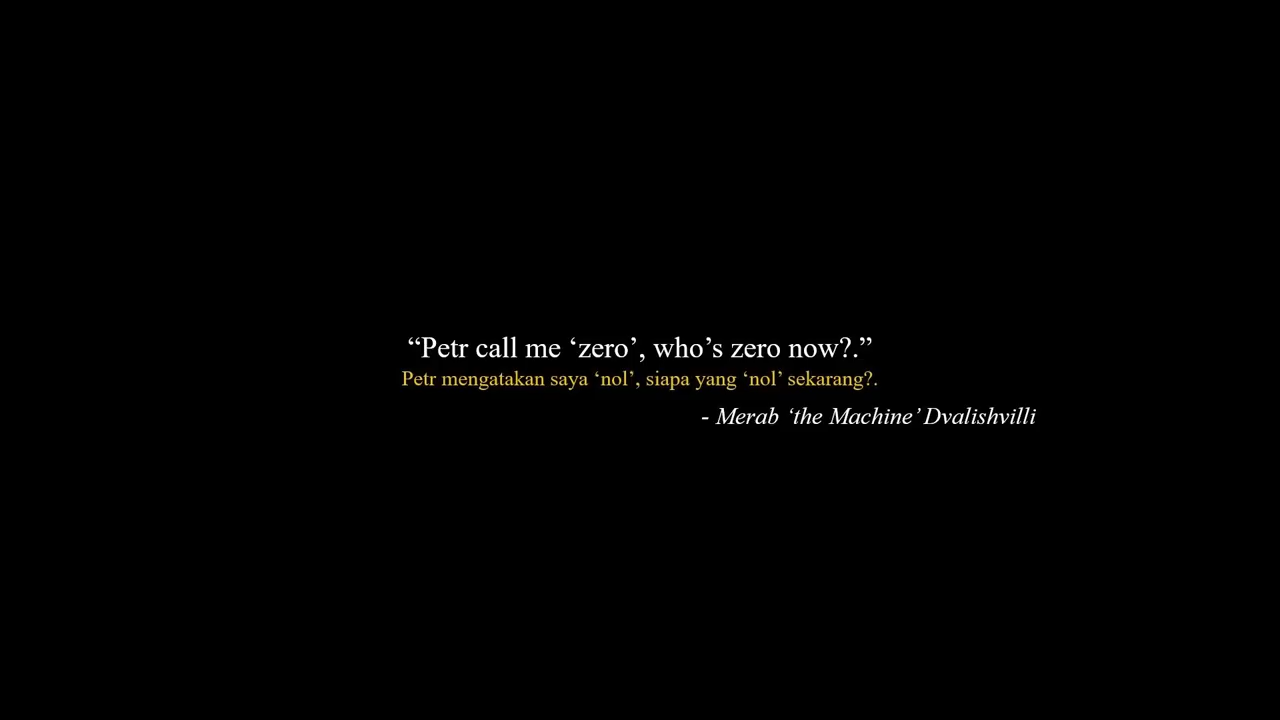 “Petr call me ‘zero’, who’s zero now?.”
Petr mengatakan saya ‘nol’, siapa yang ‘nol’ sekarang?.
- Merab ‘the Machine’ Dvalishvilli